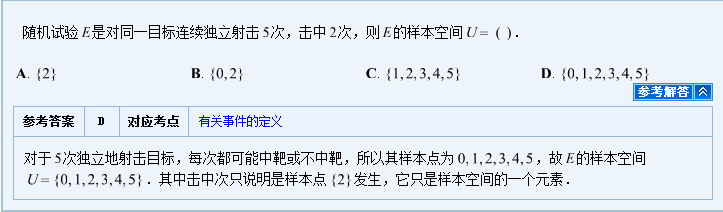 随机试验E是对同一目标连续独立射击5次，击中2次，则E的样本空间U= ( ).
A. {2} B. {0,2} C. {1,2,3,4,5} D. {0,1,2,3,4,5}
参考解答
参考答案 D 对应考点 有关事件的定义
对于5次独立地射击目标，每次都可能中靶或不中靶，所以其样本点为0,1,2,3,4,5，故E的样本空间
U={0,1,2,3,4,5}．其中击中次只说明是样本点{2}发生，它只是样本空间的一个元素．